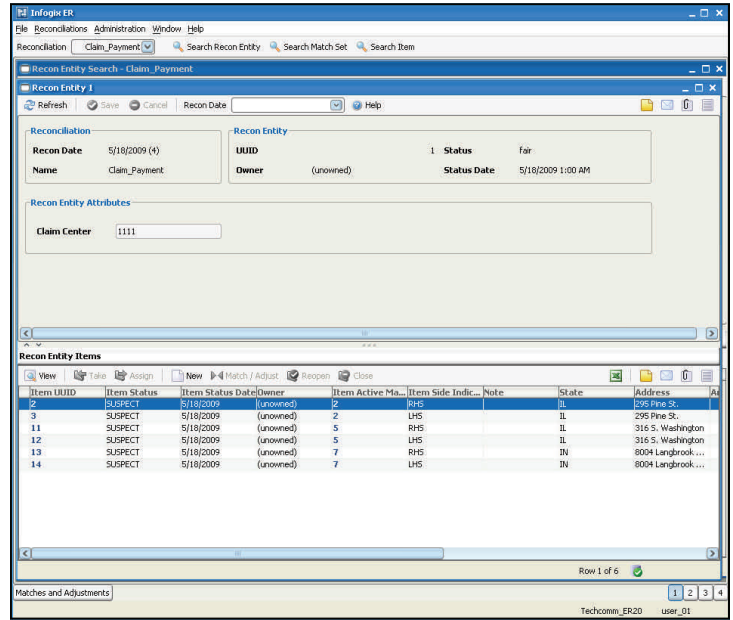 Infogix ER
File Reconciliations Administration Window Help
Reconciliation Claim_Payment Search Recon Entity Search Match Set Search Item
Recon Entity Search - Claim_Payment
Recon Entity 1
Refresh Save Cancel Recon Date Help
Reconciliation Recon Entity
Recon Date 5/18/2009 (4) UUID 1 Status fair
Name Claim_Payment Owner (unowned) Status Date 5/18/2009 1:00 AM
Recon Entity Attributes
Claim Center 1111
Recon Entity Items
View Take Assign New Match / Adjust Reopen Close
Item UUID Item Status Item Status Date Owner Item Active Ma... Item Side Indic... Note State Address
2 SUSPECT 5/18/2009 (unowned) 2 RHS IL 295 Pine St.
3 SUSPECT 5/18/2009 (unowned) 2 LHS IL 295 Pine St.
11 SUSPECT 5/18/2009 (unowned) 5 RHS IL 316 S. Washington
12 SUSPECT 5/18/2009 (unowned) 5 LHS IL 316 S. Washington
13 SUSPECT 5/18/2009 (unowned) 7 RHS IN 8004 Langbrook ...
14 SUSPECT 5/18/2009 (unowned) 7 LHS IN 8004 Langbrook ...
Row 1 of 6
Matches and Adjustments 1 2 3 4
Techcomm_ER20 user_01